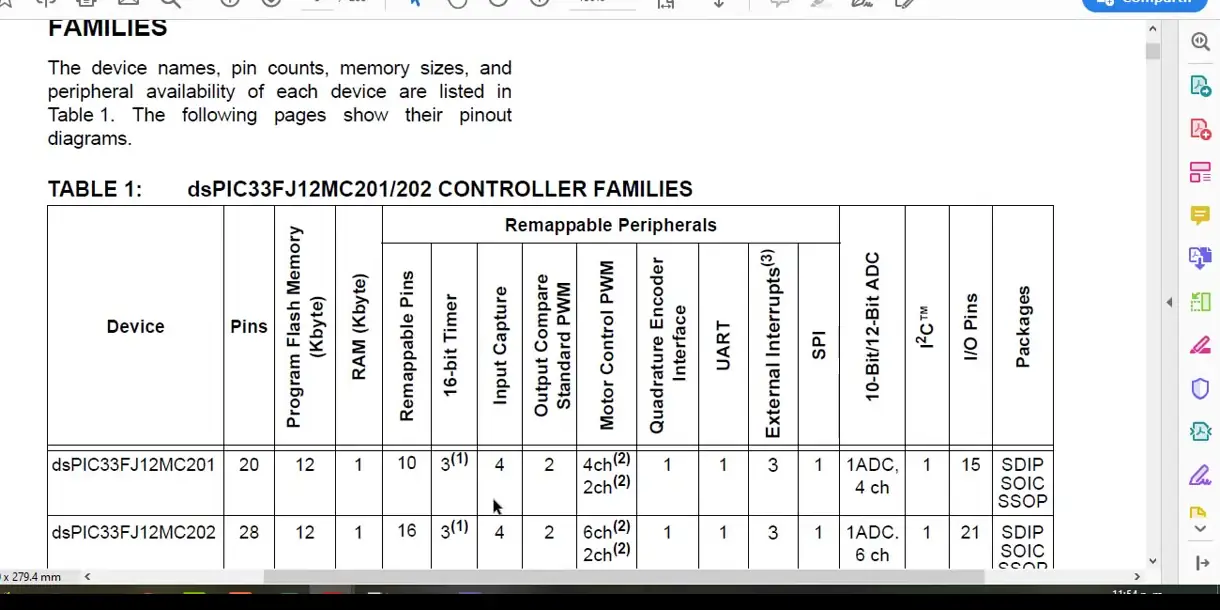 FAMILIES
The device names, pin counts, memory sizes, and
peripheral availability of each device are listed in
Table 1. The following pages show their pinout
diagrams.
TABLE 1: dsPIC33FJ12MC201/202 CONTROLLER FAMILIES
Remappable Peripherals
Device
Pins
Program Flash Memory
(Kbyte)
RAM (Kbyte)
Remappable Pins
16-bit Timer
Input Capture
Output Compare
Standard PWM
Motor Control PWM
Quadrature Encoder
Interface
UART
External Interrupts(3)
SPI
10-Bit/12-Bit ADC
I2C™
I/O Pins
Packages
dsPIC33FJ12MC201 20 12 1 10 3(1) 4 2 4ch(2) 1 1 3 1 1ADC, 1 15 SDIP
2ch(2) 4 ch SOIC
SSOP
dsPIC33FJ12MC202 28 12 1 16 3(1) 4 2 6ch(2) 1 1 3 1 1ADC. 1 21 SDIP
2ch(2) 6 ch SOIC
SSOP
x 279.4 mm